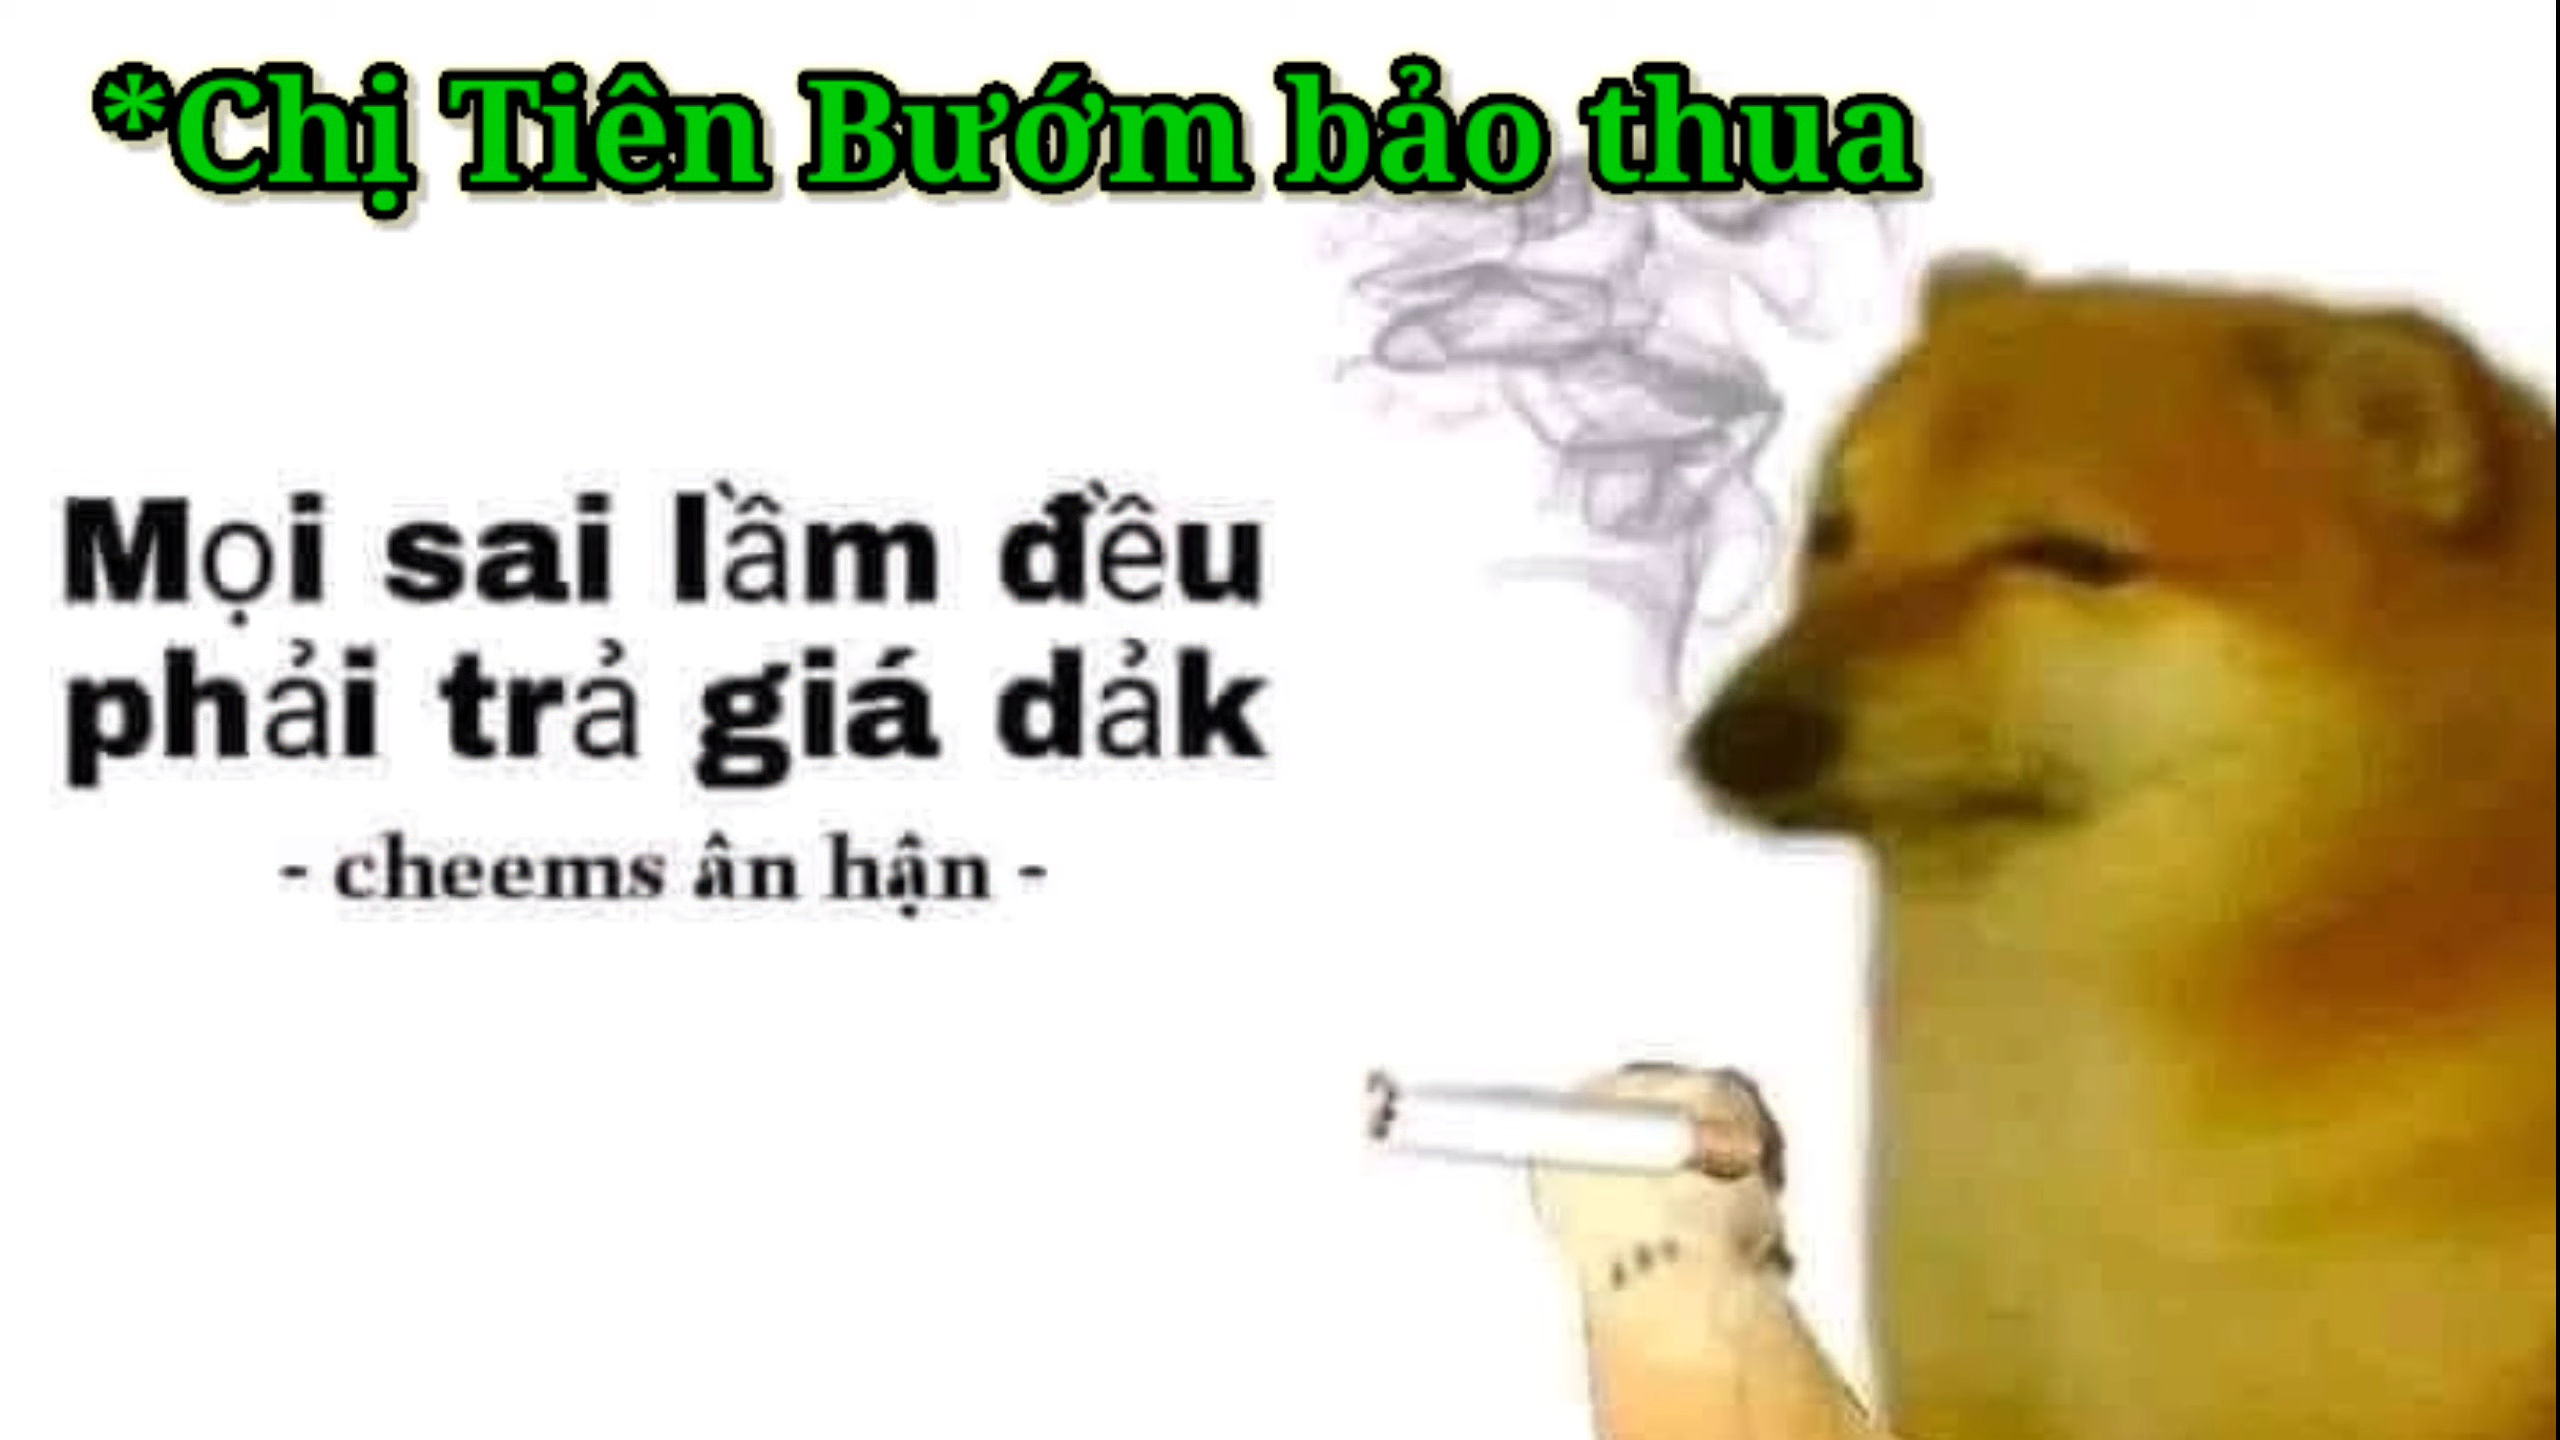 *Chị Tiên Bướm bảo thua
Mọi sai lầm đều
phải trả giá dảk
- cheems ân hận -